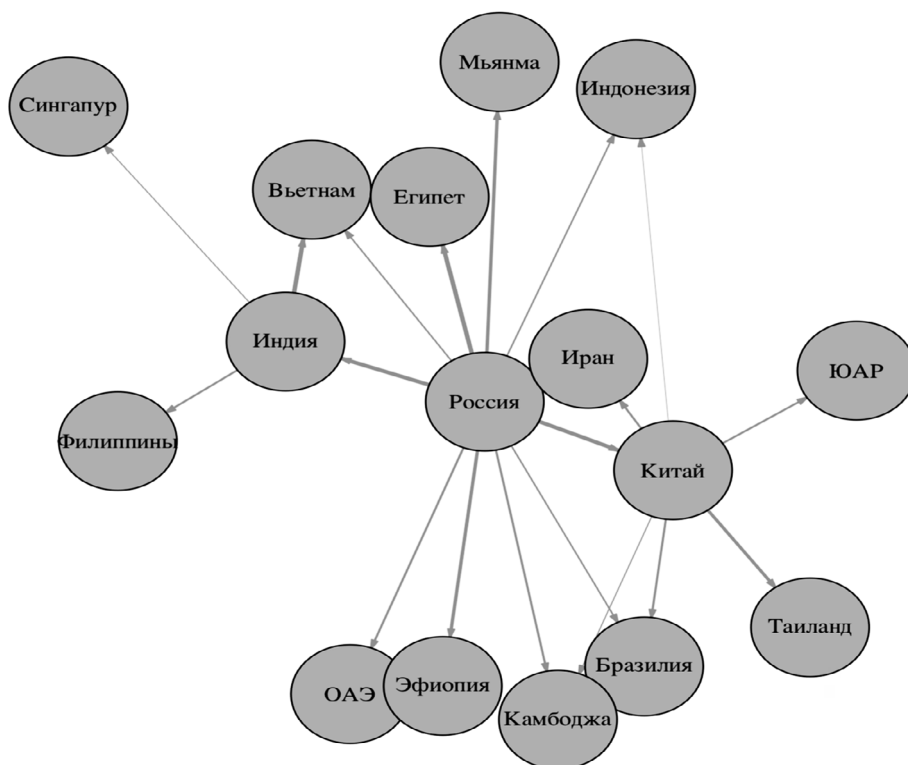 Мьянма
Индонезия
Сингапур
Вьетнам
Египет
Индия
Иран
ЮАР
Россия
Филиппины
Китай
Таиланд
Бразилия
ОАЭ
Эфиопия
Камбоджа